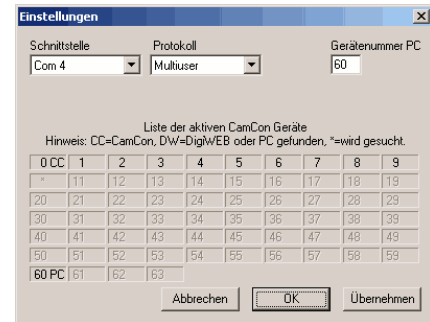 Einstellungen
Schnittstelle Protokoll Gerätenummer PC
Com 4 Multiuser 60
Liste der aktiven CamCon Geräte
Hinweis: CC=CamCon, DW=DigiWEB oder PC gefunden, *=wird gesucht.
0 CC 1 2 3 4 5 6 7 8 9
* 11 12 13 14 15 16 17 18 19
20 21 22 23 24 25 26 27 28 29
30 31 32 33 34 35 36 37 38 39
40 41 42 43 44 45 46 47 48 49
50 51 52 53 54 55 56 57 58 59
60 PC 61 62 63
Abbrechen OK Übernehmen